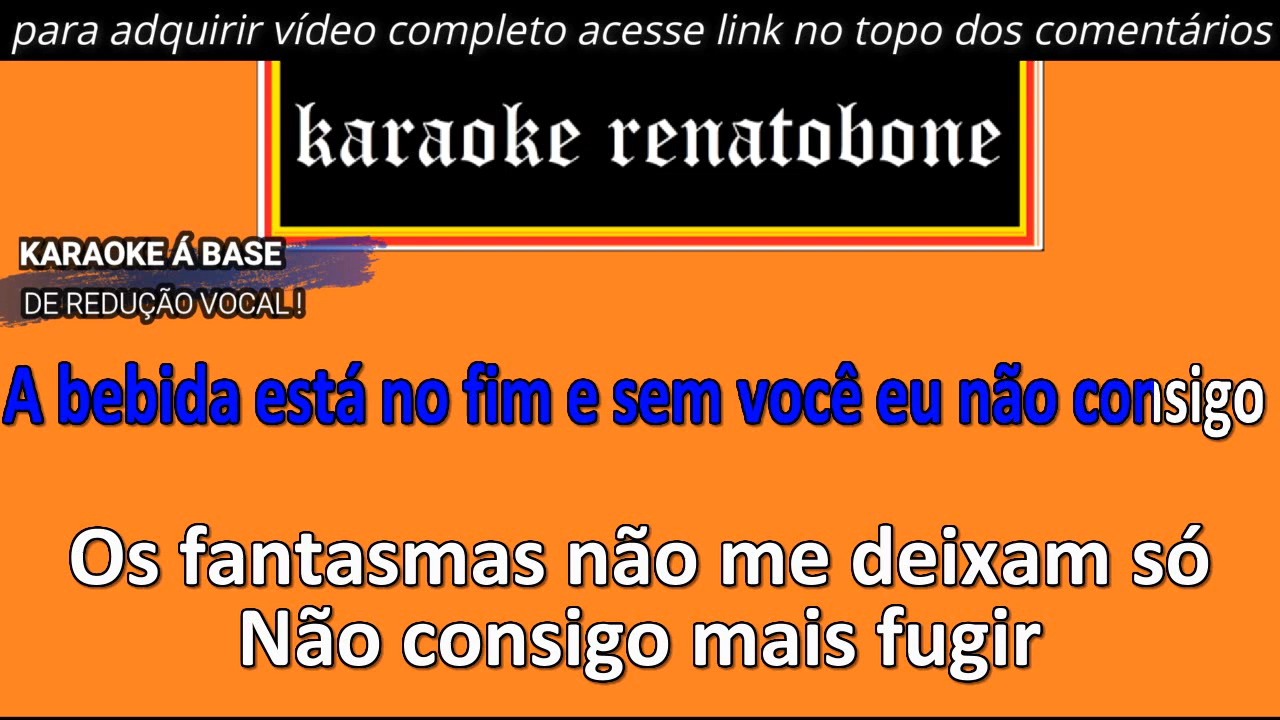 para adquirir vídeo completo acesse link no topo dos comentários
karaoke renatobone
KARAOKE Á BASE
DE REDUÇÃO VOCAL !
A bebida está no fim e sem você eu não consigo
Os fantasmas não me deixam só
Não consigo mais fugir